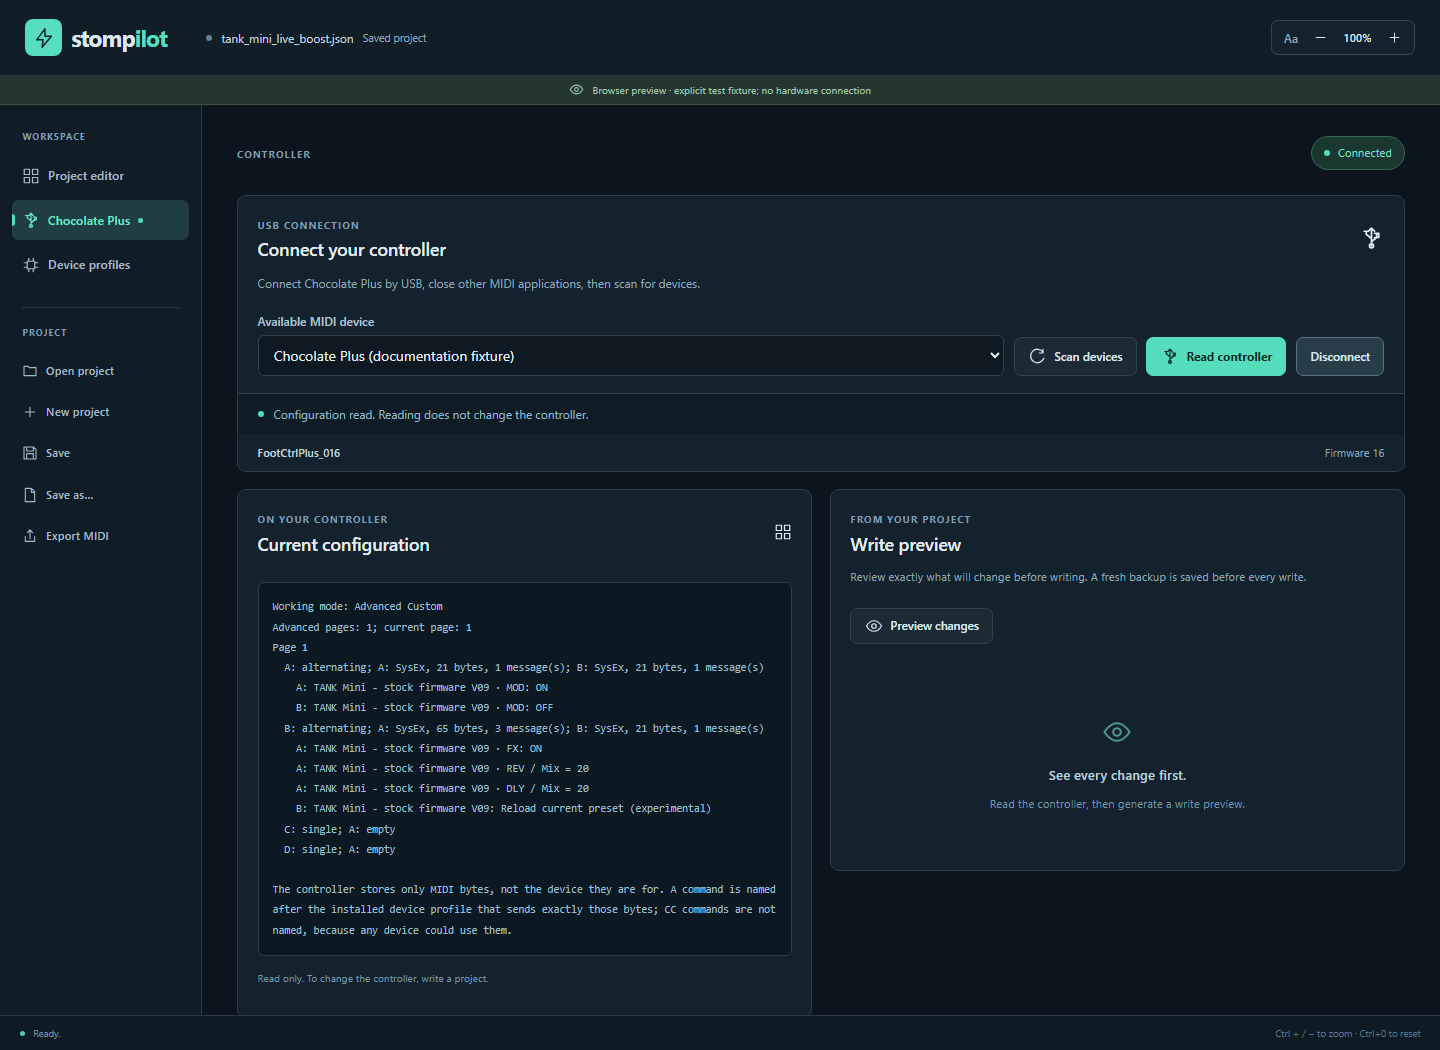 stompilot
tank_mini_live_boost.json Saved project
Aa − 100% +
Browser preview · explicit test fixture; no hardware connection
WORKSPACE
Project editor
Chocolate Plus
Device profiles
PROJECT
Open project
New project
Save
Save as...
Export MIDI
CONTROLLER
Connected
USB CONNECTION
Connect your controller
Connect Chocolate Plus by USB, close other MIDI applications, then scan for devices.
Available MIDI device
Chocolate Plus (documentation fixture)
Scan devices
Read controller
Disconnect
Configuration read. Reading does not change the controller.
FootCtrlPlus_016
Firmware 16
ON YOUR CONTROLLER
Current configuration
Working mode: Advanced Custom
Advanced pages: 1; current page: 1
Page 1
A: alternating; A: SysEx, 21 bytes, 1 message(s); B: SysEx, 21 bytes, 1 message(s)
A: TANK Mini - stock firmware V09 · MOD: ON
B: TANK Mini - stock firmware V09 · MOD: OFF
B: alternating; A: SysEx, 65 bytes, 3 message(s); B: SysEx, 21 bytes, 1 message(s)
A: TANK Mini - stock firmware V09 · FX: ON
A: TANK Mini - stock firmware V09 · REV / Mix = 20
A: TANK Mini - stock firmware V09 · DLY / Mix = 20
B: TANK Mini - stock firmware V09: Reload current preset (experimental)
C: single; A: empty
D: single; A: empty
The controller stores only MIDI bytes, not the device they are for. A command is named
after the installed device profile that sends exactly those bytes; CC commands are not
named, because any device could use them.
Read only. To change the controller, write a project.
FROM YOUR PROJECT
Write preview
Review exactly what will change before writing. A fresh backup is saved before every write.
Preview changes
See every change first.
Read the controller, then generate a write preview.
Ready.
Ctrl + / − to zoom · Ctrl+0 to reset